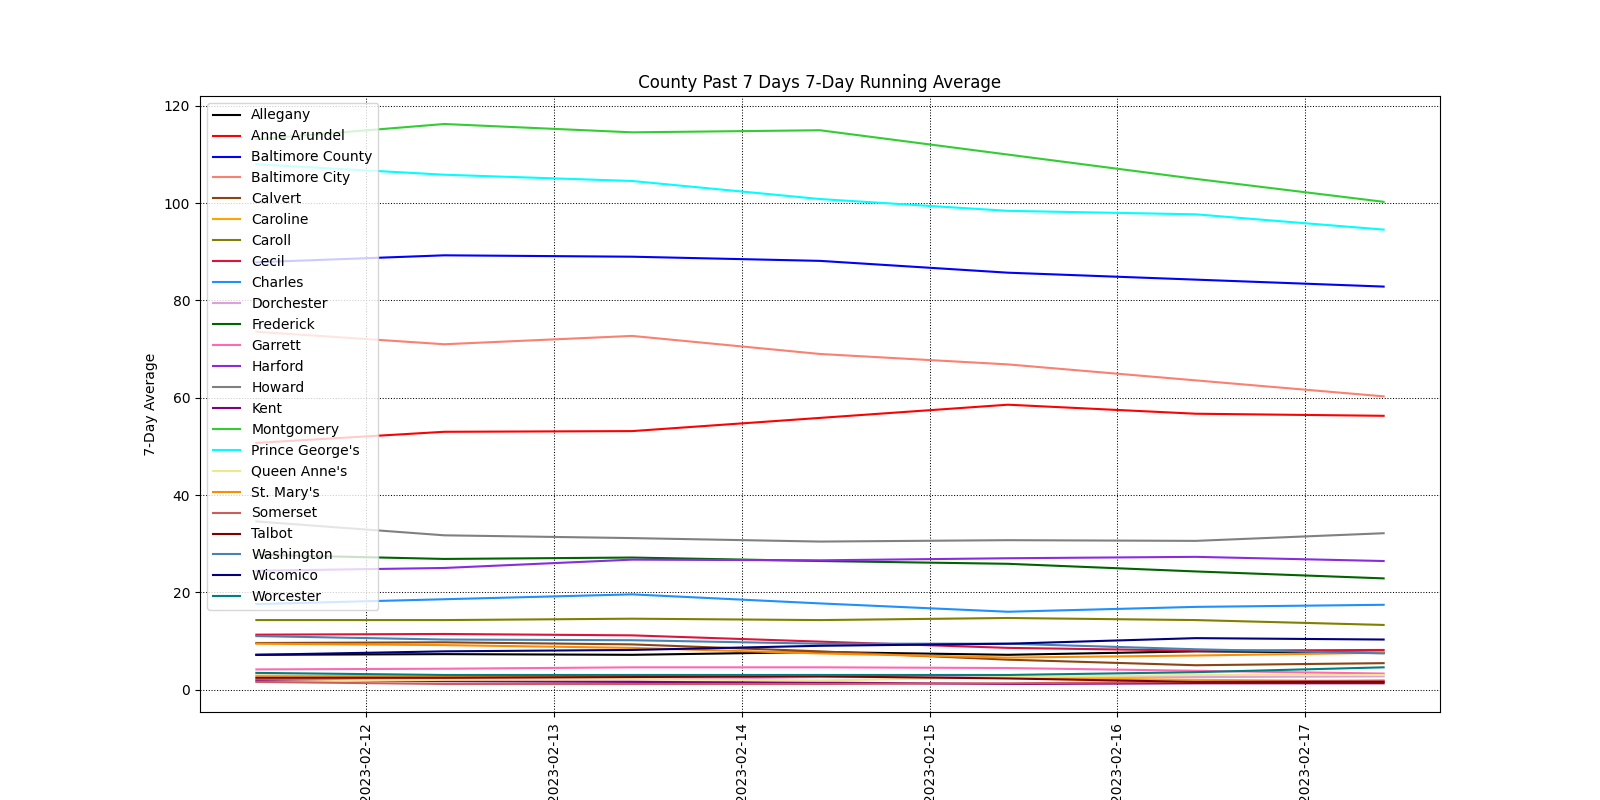 County Past 7 Days 7-Day Running Average
120
100
80
60
40
20
0
7-Day Average
Allegany
Anne Arundel
Baltimore County
Baltimore City
Calvert
Caroline
Caroll
Cecil
Charles
Dorchester
Frederick
Garrett
Harford
Howard
Kent
Montgomery
Prince George's
Queen Anne's
St. Mary's
Somerset
Talbot
Washington
Wicomico
Worcester
2023-02-12
2023-02-13
2023-02-14
2023-02-15
2023-02-16
2023-02-17